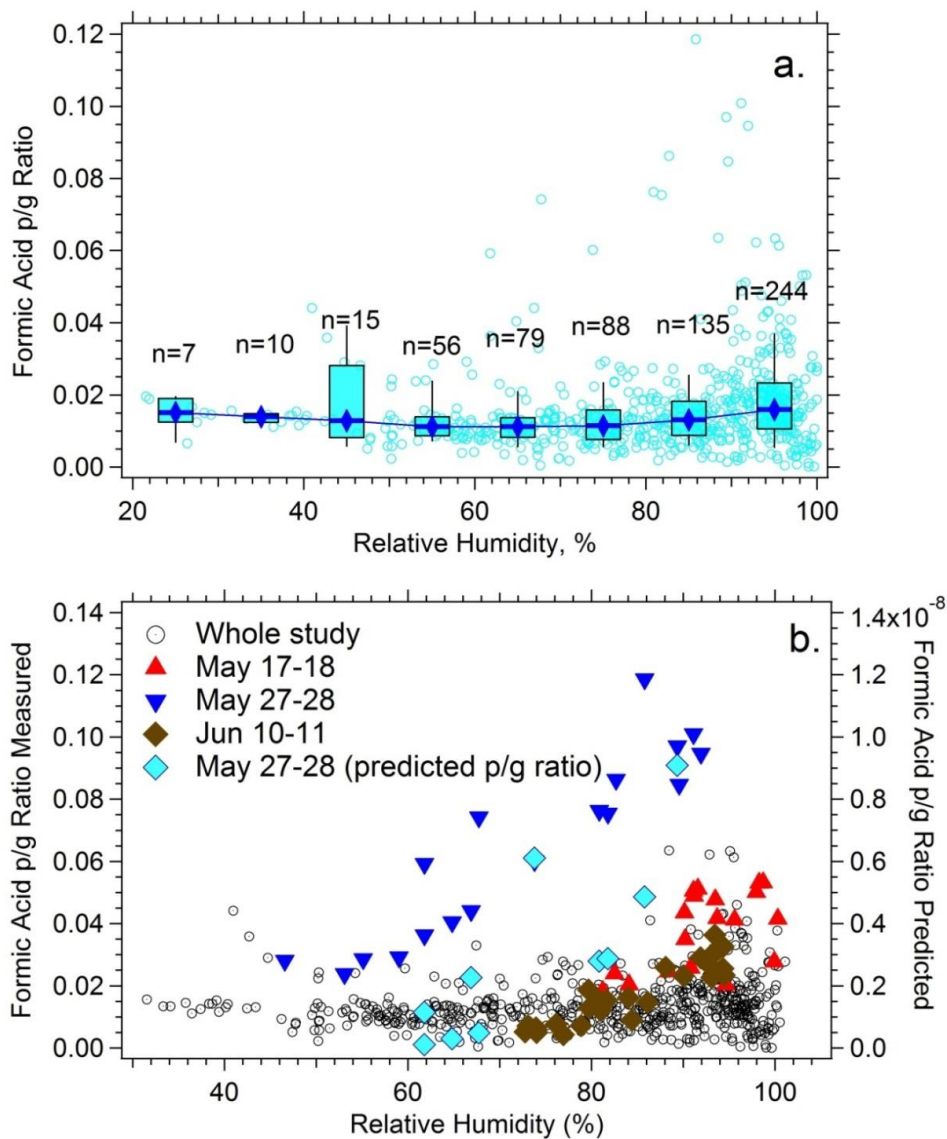 0.12
a.
0.10
0.08
0.06
0.04
0.02
0.00
Formic Acid p/g Ratio
n=7
n=10
n=15
n=56
n=79
n=88
n=135
n=244
20
40
60
80
100
Relative Humidity, %
0.14
0.12
0.10
0.08
0.06
0.04
0.02
0.00
Formic Acid p/g Ratio Measured
b.
Whole study
May 17-18
May 27-28
Jun 10-11
May 27-28 (predicted p/g ratio)
1.4x10-8
1.2
1.0
0.8
0.6
0.4
0.2
0.0
Formic Acid p/g Ratio Predicted
40
60
80
100
Relative Humidity (%)